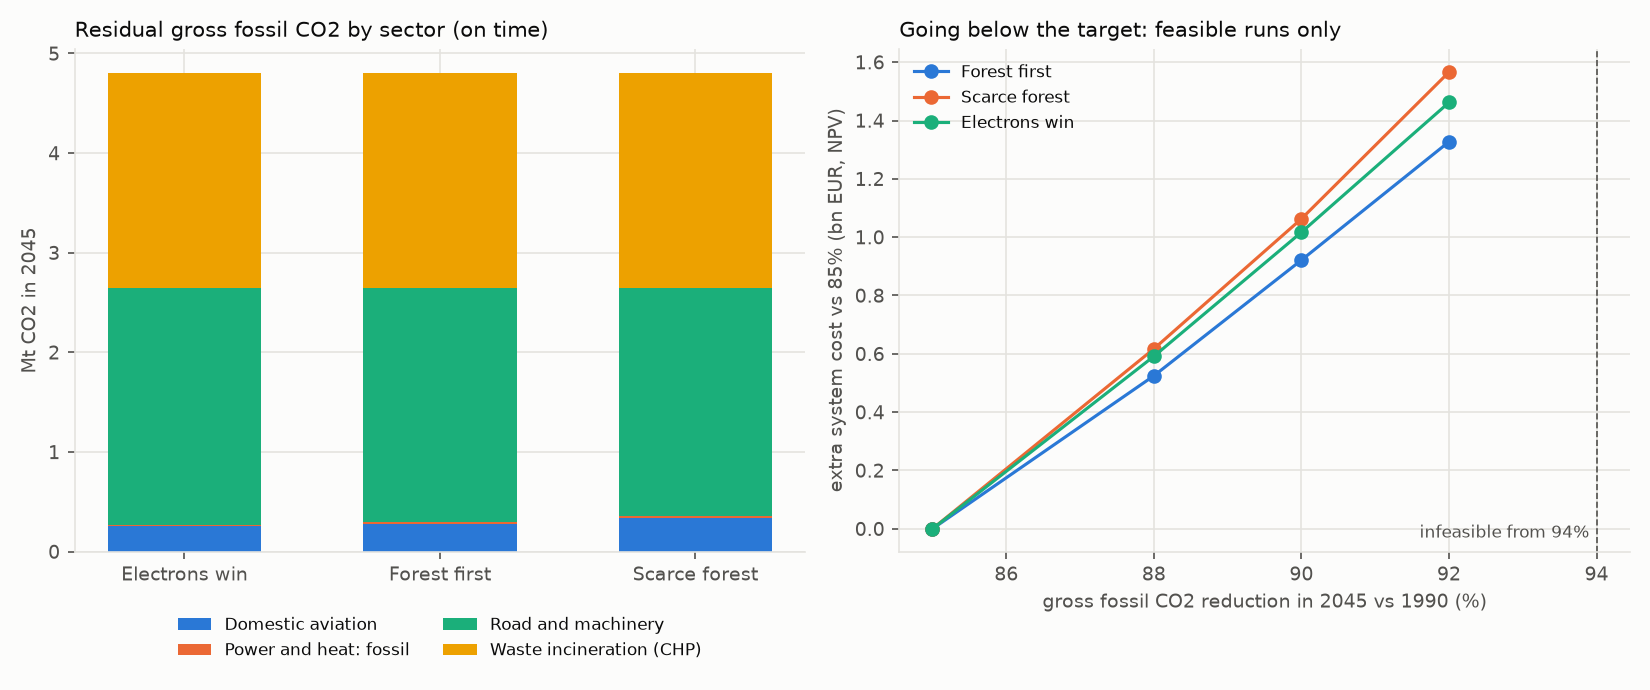 Residual gross fossil CO2 by sector (on time)
Mt CO2 in 2045
5
4
3
2
1
0
Electrons win
Forest first
Scarce forest
Domestic aviation
Power and heat: fossil
Road and machinery
Waste incineration (CHP)
Going below the target: feasible runs only
extra system cost vs 85% (bn EUR, NPV)
1.6
1.4
1.2
1.0
0.8
0.6
0.4
0.2
0.0
Forest first
Scarce forest
Electrons win
infeasible from 94%
86
88
90
92
94
gross fossil CO2 reduction in 2045 vs 1990 (%)